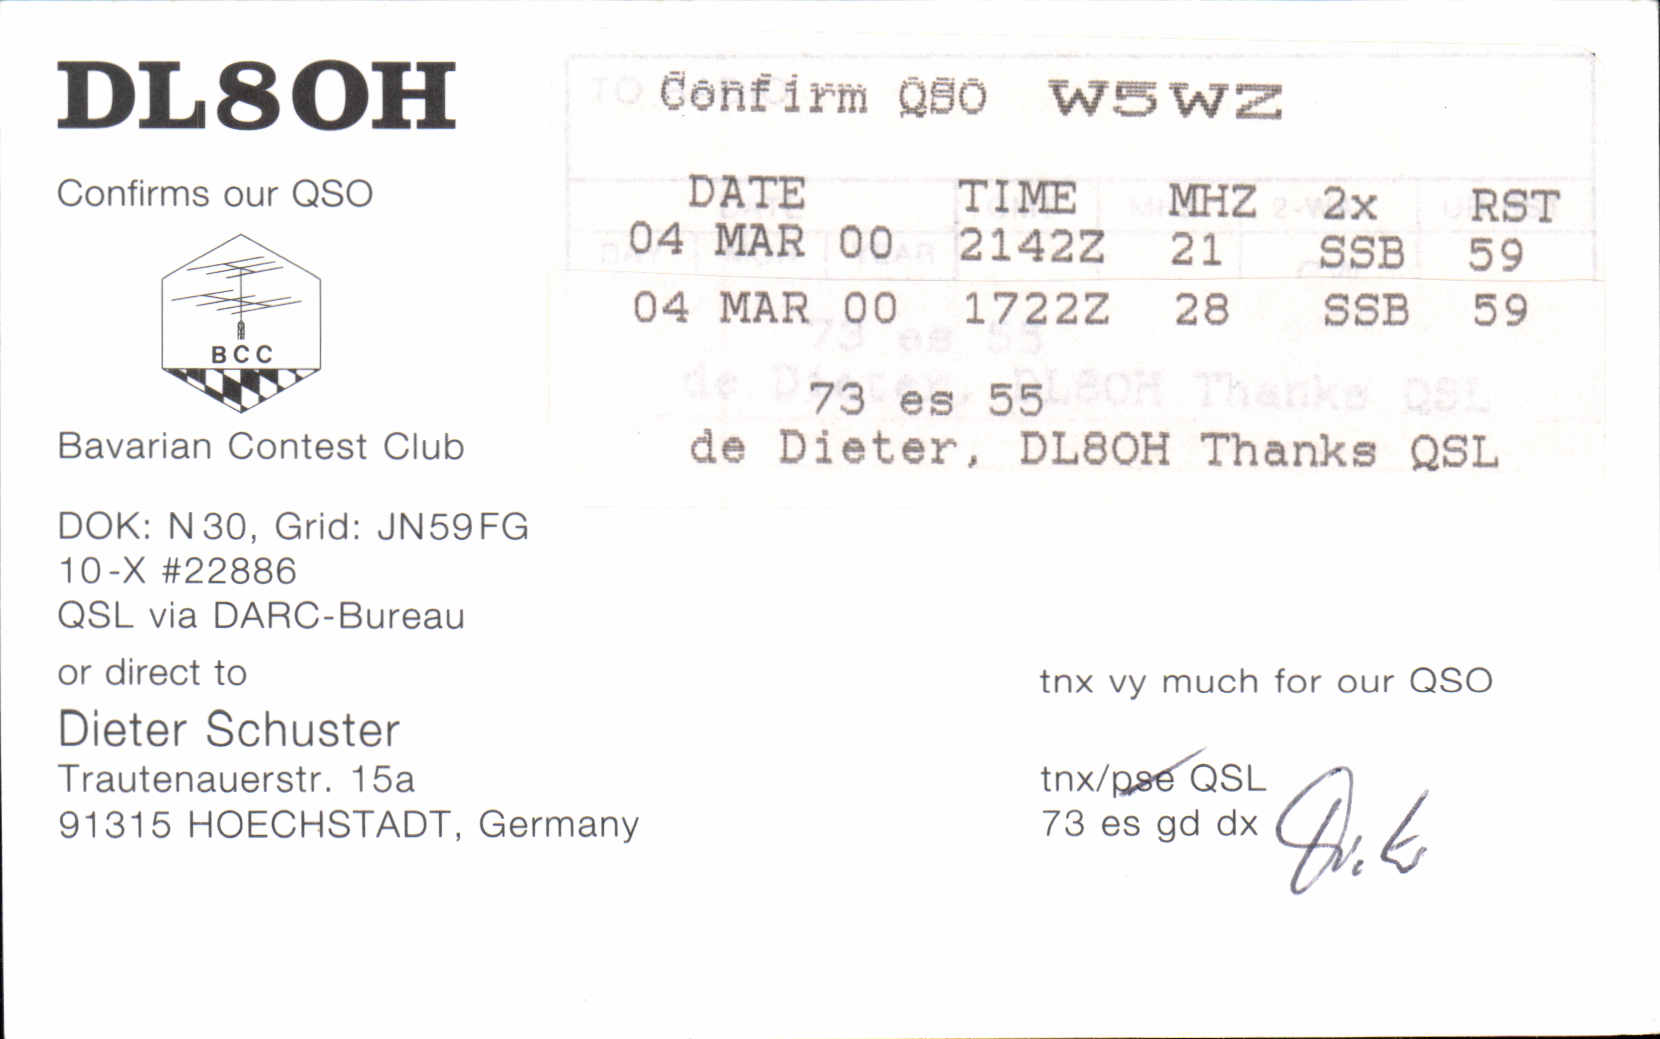 DL8OH
Confirms our QSO
BCC
Bavarian Contest Club
DOK: N30, Grid: JN59FG
10-X #22886
QSL via DARC-Bureau
or direct to
Dieter Schuster
Trautenauerstr. 15a
91315 HOECHSTADT, Germany
Confirm QSO W5WZ
DATE TIME MHZ 2x RST
04 MAR 00 2142Z 21 SSB 59
04 MAR 00 1722Z 28 SSB 59
73 es 55
de Dieter, DL8OH Thanks QSL
tnx vy much for our QSO
tnx/pse QSL
73 es gd dx